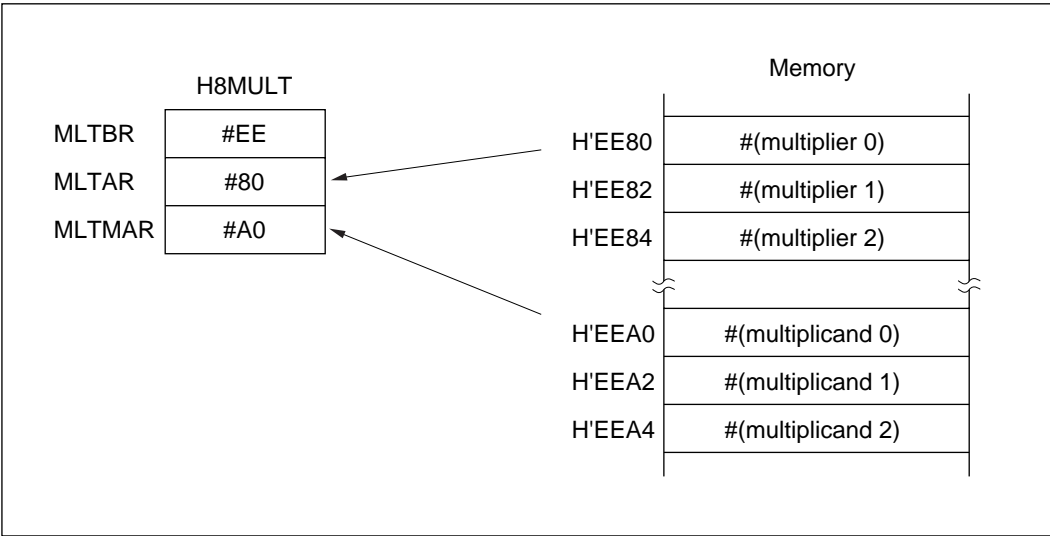 H8MULT
MLTBR #EE
MLTAR #80
MLTMAR #A0
Memory
H'EE80 #(multiplier 0)
H'EE82 #(multiplier 1)
H'EE84 #(multiplier 2)
H'EEA0 #(multiplicand 0)
H'EEA2 #(multiplicand 1)
H'EEA4 #(multiplicand 2)